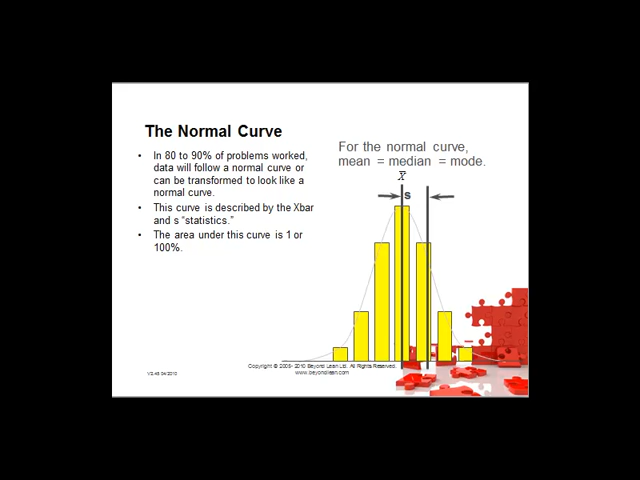 The Normal Curve
For the normal curve,
mean = median = mode.
• In 80 to 90% of problems worked,
data will follow a normal curve or
can be transformed to look like a
normal curve.
• This curve is described by the Xbar
and s “statistics.”
• The area under this curve is 1 or
100%.
X̅
s
Copyright © 2005-2010 Beyond Lean Ltd. All Rights Reserved.
www.beyondlean.com